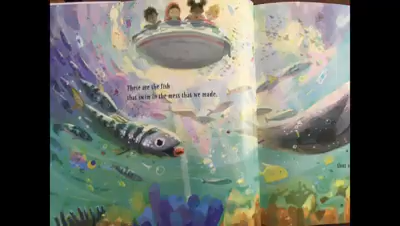 These are the fish
that swim in the mess that we made.